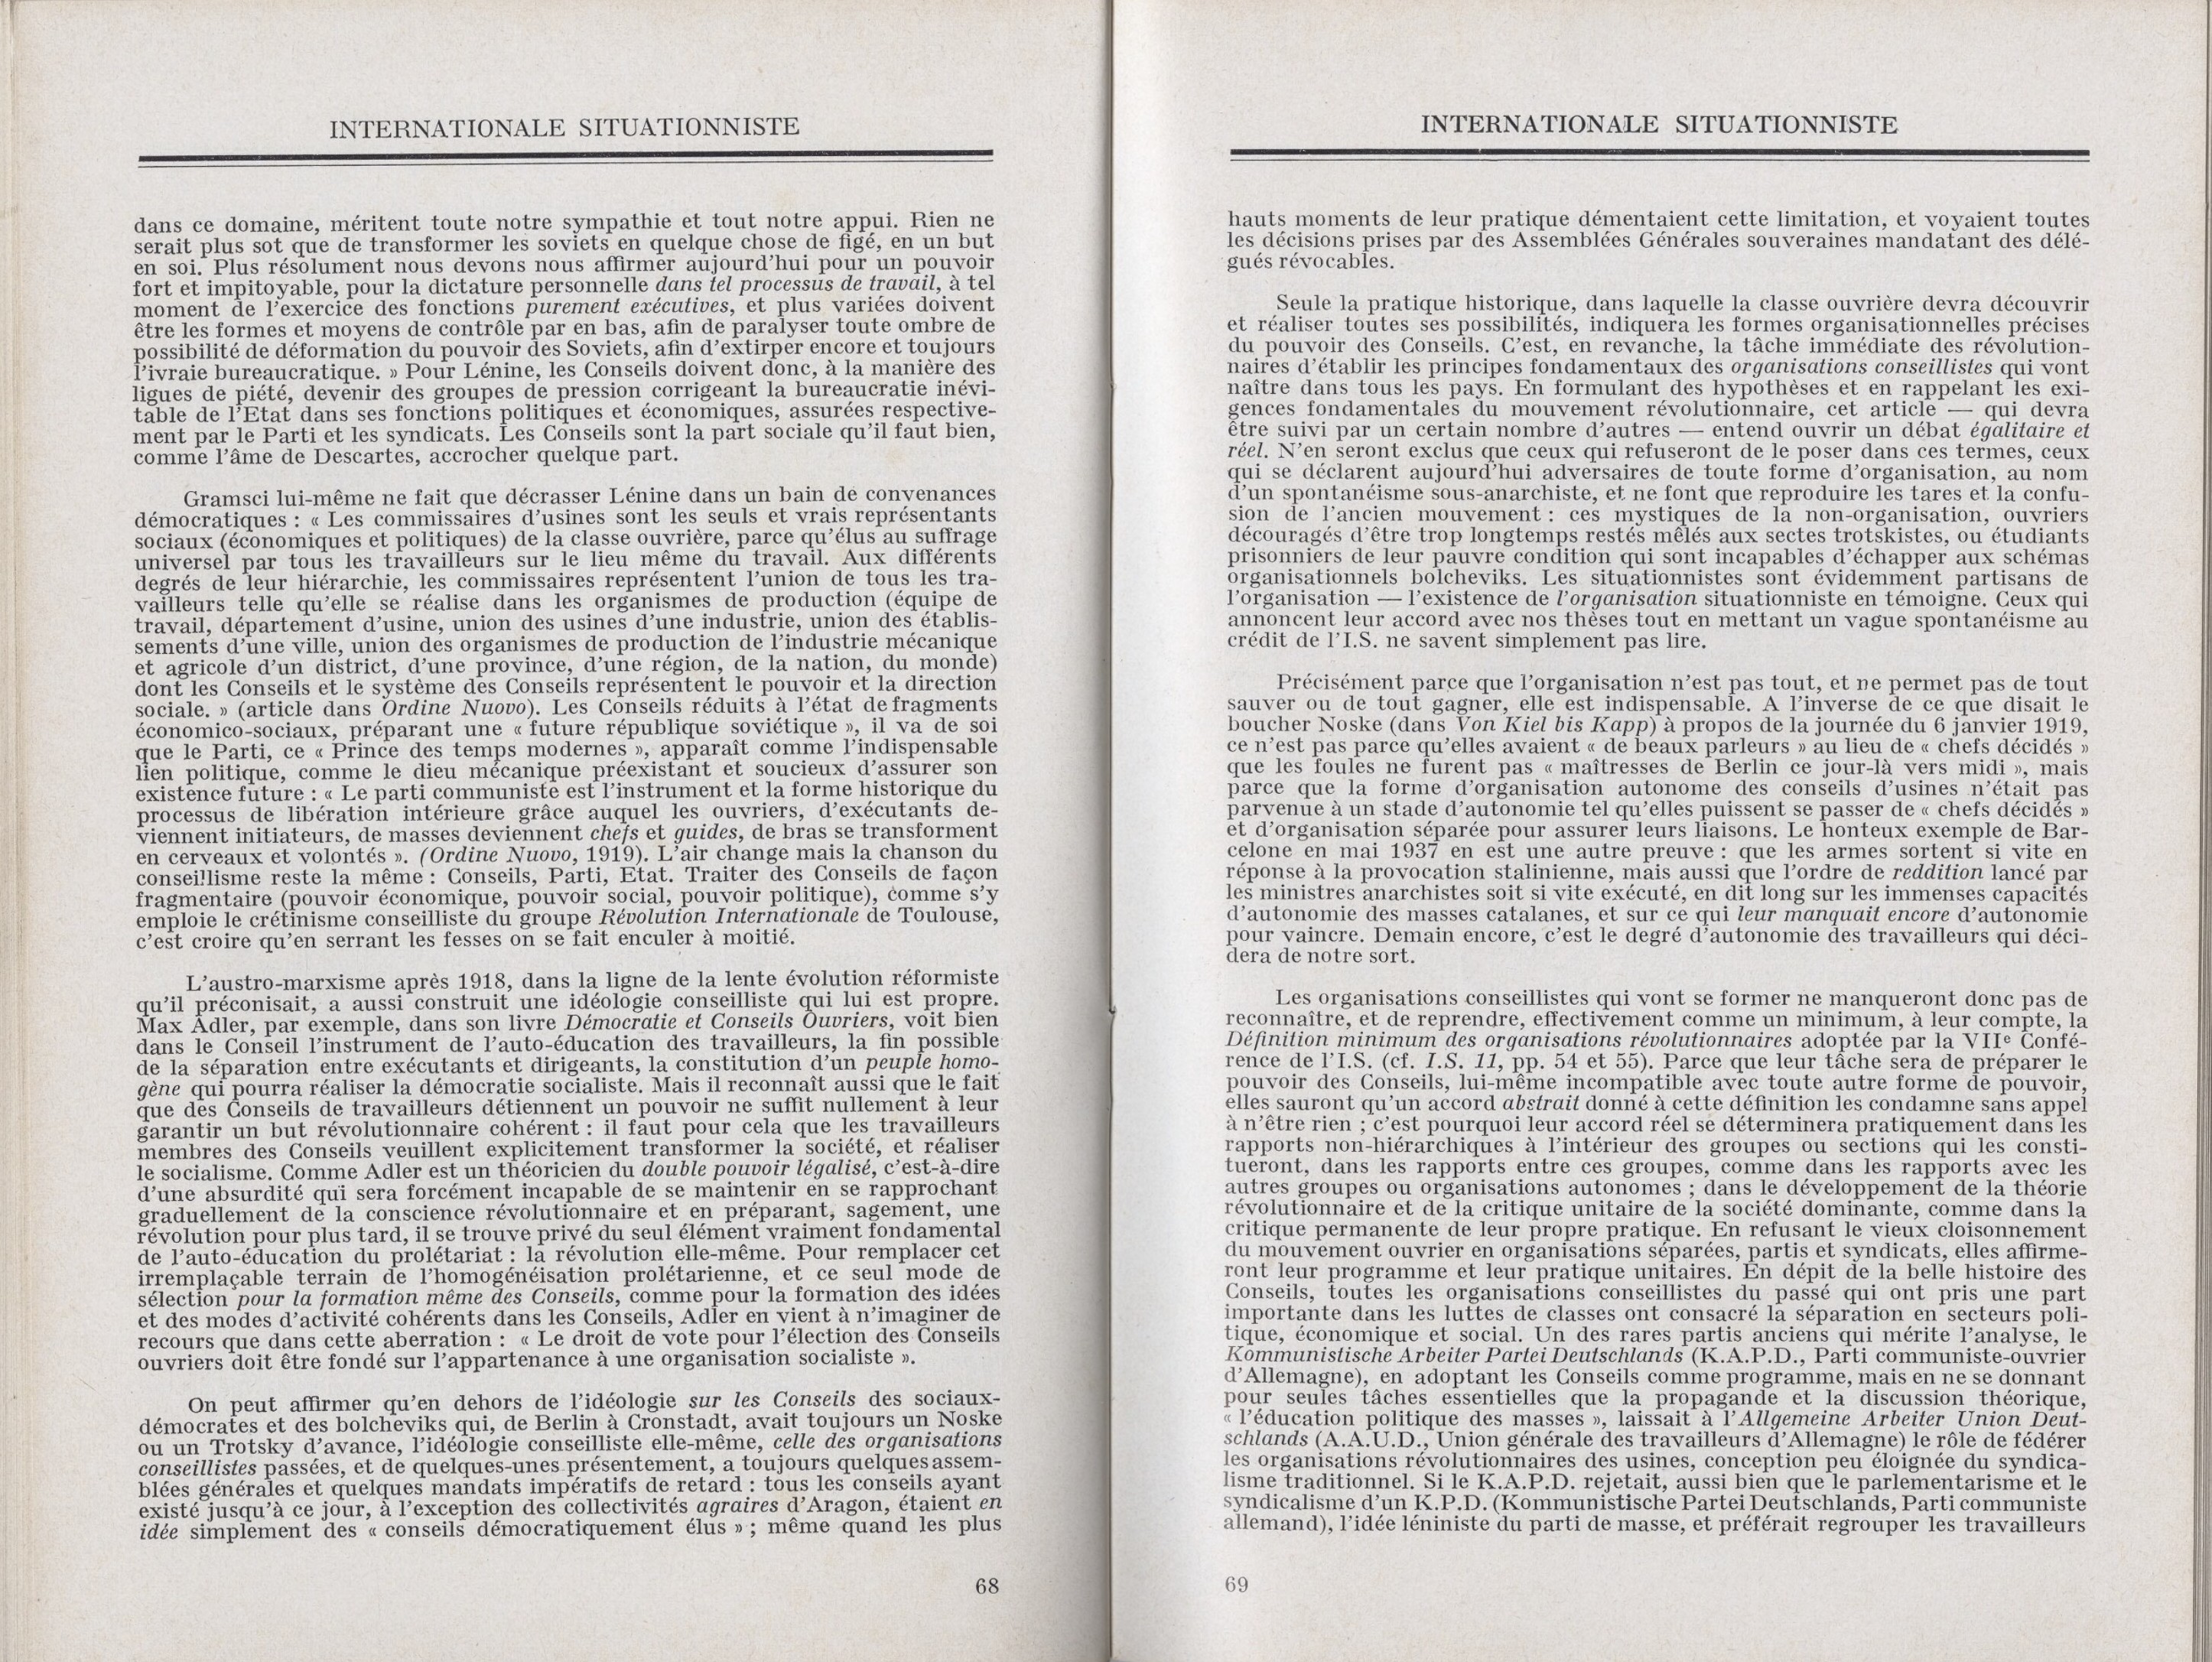 INTERNATIONALE SITUATIONNISTE
dans ce domaine, méritent toute notre sympathie et tout notre appui. Rien ne
serait plus sot que de transformer les soviets en quelque chose de figé, en un but
en soi. Plus résolument nous devons nous affirmer aujourd'hui pour un pouvoir
fort et impitoyable, pour la dictature personnelle dans tel processus de travail, à tel
moment de l'exercice des fonctions purement exécutives, et plus variées doivent
être les formes et moyens de contrôle par en bas, afin de paralyser toute ombre de
possibilité de déformation du pouvoir des Soviets, afin d'extirper encore et toujours
l'ivraie bureaucratique. » Pour Lénine, les Conseils doivent donc, à la manière des
ligues de piété, devenir des groupes de pression corrigeant la bureaucratie inévi-
table de l'Etat dans ses fonctions politiques et économiques, assurées respective-
ment par le Parti et les syndicats. Les Conseils sont la part sociale qu'il faut bien,
comme l'âme de Descartes, accrocher quelque part.
Gramsci lui-même ne fait que décrasser Lénine dans un bain de convenances
démocratiques : « Les commissaires d'usines sont les seuls et vrais représentants
sociaux (économiques et politiques) de la classe ouvrière, parce qu'élus au suffrage
universel par tous les travailleurs sur le lieu même du travail. Aux différents
degrés de leur hiérarchie, les commissaires représentent l'union de tous les tra-
vailleurs telle qu'elle se réalise dans les organismes de production (équipe de
travail, département d'usine, union des usines d'une industrie, union des établis-
sements d'une ville, union des organismes de production de l'industrie mécanique
et agricole d'un district, d'une province, d'une région, de la nation, du monde)
dont les Conseils et le système des Conseils représentent le pouvoir et la direction
sociale. » (article dans Ordine Nuovo). Les Conseils réduits à l'état de fragments
économico-sociaux, préparant une « future république soviétique », il va de soi
que le Parti, ce « Prince des temps modernes », apparaît comme l'indispensable
lien politique, comme le dieu mécanique préexistant et soucieux d'assurer son
existence future : « Le parti communiste est l'instrument et la forme historique du
processus de libération intérieure grâce auquel les ouvriers, d'exécutants de-
viennent initiateurs, de masses deviennent chefs et guides, de bras se transforment
en cerveaux et volontés ». (Ordine Nuovo, 1919). L'air change mais la chanson du
conseillisme reste la même : Conseils, Parti, Etat. Traiter des Conseils de façon
fragmentaire (pouvoir économique, pouvoir social, pouvoir politique), comme s'y
emploie le crétinisme conseilliste du groupe Révolution Internationale de Toulouse,
c'est croire qu'en serrant les fesses on se fait enculer à moitié.
L'austro-marxisme après 1918, dans la ligne de la lente évolution réformiste
qu'il préconisait, a aussi construit une idéologie conseilliste qui lui est propre.
Max Adler, par exemple, dans son livre Démocratie et Conseils Ouvriers, voit bien
dans le Conseil l'instrument de l'auto-éducation des travailleurs, la fin possible
de la séparation entre exécutants et dirigeants, la constitution d'un peuple homo-
gène qui pourra réaliser la démocratie socialiste. Mais il reconnaît aussi que le fait
que des Conseils de travailleurs détiennent un pouvoir ne suffit nullement à leur
garantir un but révolutionnaire cohérent : il faut pour cela que les travailleurs
membres des Conseils veuillent explicitement transformer la société, et réaliser
le socialisme. Comme Adler est un théoricien du double pouvoir légalisé, c'est-à-dire
d'une absurdité qui sera forcément incapable de se maintenir en se rapprochant
graduellement de la conscience révolutionnaire et en préparant, sagement, une
révolution pour plus tard, il se trouve privé du seul élément vraiment fondamental
de l'auto-éducation du prolétariat : la révolution elle-même. Pour remplacer cet
irremplaçable terrain de l'homogénéisation prolétarienne, et ce seul mode de
sélection pour la formation même des Conseils, comme pour la formation des idées
et des modes d'activité cohérents dans les Conseils, Adler en vient à n'imaginer de
recours que dans cette aberration : « Le droit de vote pour l'élection des Conseils
ouvriers doit être fondé sur l'appartenance à une organisation socialiste ».
On peut affirmer qu'en dehors de l'idéologie sur les Conseils des sociaux-
démocrates et des bolcheviks qui, de Berlin à Cronstadt, avait toujours un Noske
ou un Trotsky d'avance, l'idéologie conseilliste elle-même, celle des organisations
conseillistes passées, et de quelques-unes présentement, a toujours quelques assem-
blées générales et quelques mandats impératifs de retard : tous les conseils ayant
existé jusqu'à ce jour, à l'exception des collectivités agraires d'Aragon, étaient en
idée simplement des « conseils démocratiquement élus » ; même quand les plus
68
INTERNATIONALE SITUATIONNISTE
hauts moments de leur pratique démentaient cette limitation, et voyaient toutes
les décisions prises par des Assemblées Générales souveraines mandatant des délé-
gués révocables.
Seule la pratique historique, dans laquelle la classe ouvrière devra découvrir
et réaliser toutes ses possibilités, indiquera les formes organisationnelles précises
du pouvoir des Conseils. C'est, en revanche, la tâche immédiate des révolution-
naires d'établir les principes fondamentaux des organisations conseillistes qui vont
naître dans tous les pays. En formulant des hypothèses et en rappelant les exi-
gences fondamentales du mouvement révolutionnaire, cet article — qui devra
être suivi par un certain nombre d'autres — entend ouvrir un débat égalitaire et
réel. N'en seront exclus que ceux qui refuseront de le poser dans ces termes, ceux
qui se déclarent aujourd'hui adversaires de toute forme d'organisation, au nom
d'un spontanéisme sous-anarchiste, et ne font que reproduire les tares et la confu-
sion de l'ancien mouvement : ces mystiques de la non-organisation, ouvriers
découragés d'être trop longtemps restés mêlés aux sectes trotskistes, ou étudiants
prisonniers de leur pauvre condition qui sont incapables d'échapper aux schémas
organisationnels bolcheviks. Les situationnistes sont évidemment partisans de
l'organisation — l'existence de l'organisation situationniste en témoigne. Ceux qui
annoncent leur accord avec nos thèses tout en mettant un vague spontanéisme au
crédit de l'I.S. ne savent simplement pas lire.
Précisément parce que l'organisation n'est pas tout, et ne permet pas de tout
sauver ou de tout gagner, elle est indispensable. A l'inverse de ce que disait le
boucher Noske (dans Von Kiel bis Kapp) à propos de la journée du 6 janvier 1919,
ce n'est pas parce qu'elles avaient « de beaux parleurs » au lieu de « chefs décidés »
que les foules ne furent pas « maîtresses de Berlin ce jour-là vers midi », mais
parce que la forme d'organisation autonome des conseils d'usines n'était pas
parvenue à un stade d'autonomie tel qu'elles puissent se passer de « chefs décidés »
et d'organisation séparée pour assurer leurs liaisons. Le honteux exemple de Bar-
celone en mai 1937 en est une autre preuve : que les armes sortent si vite en
réponse à la provocation stalinienne, mais aussi que l'ordre de reddition lancé par
les ministres anarchistes soit si vite exécuté, en dit long sur les immenses capacités
d'autonomie des masses catalanes, et sur ce qui leur manquait encore d'autonomie
pour vaincre. Demain encore, c'est le degré d'autonomie des travailleurs qui déci-
dera de notre sort.
Les organisations conseillistes qui vont se former ne manqueront donc pas de
reconnaître, et de reprendre, effectivement comme un minimum, à leur compte, la
Définition minimum des organisations révolutionnaires adoptée par la VIIe Confé-
rence de l'I.S. (cf. I.S. 11, pp. 54 et 55). Parce que leur tâche sera de préparer le
pouvoir des Conseils, lui-même incompatible avec toute autre forme de pouvoir,
elles sauront qu'un accord abstrait donné à cette définition les condamne sans appel
à n'être rien ; c'est pourquoi leur accord réel se déterminera pratiquement dans les
rapports non-hiérarchiques à l'intérieur des groupes ou sections qui les consti-
tueront, dans les rapports entre ces groupes, comme dans les rapports avec les
autres groupes ou organisations autonomes ; dans le développement de la théorie
révolutionnaire et de la critique unitaire de la société dominante, comme dans la
critique permanente de leur propre pratique. En refusant le vieux cloisonnement
du mouvement ouvrier en organisations séparées, partis et syndicats, elles affirme-
ront leur programme et leur pratique unitaires. En dépit de la belle histoire des
Conseils, toutes les organisations conseillistes du passé qui ont pris une part
importante dans les luttes de classes ont consacré la séparation en secteurs poli-
tique, économique et social. Un des rares partis anciens qui mérite l'analyse, le
Kommunistische Arbeiter Partei Deutschlands (K.A.P.D., Parti communiste-ouvrier
d'Allemagne), en adoptant les Conseils comme programme, mais en ne se donnant
pour seules tâches essentielles que la propagande et la discussion théorique,
« l'éducation politique des masses », laissait à l'Allgemeine Arbeiter Union Deut-
schlands (A.A.U.D., Union générale des travailleurs d'Allemagne) le rôle de fédérer
les organisations révolutionnaires des usines, conception peu éloignée du syndica-
lisme traditionnel. Si le K.A.P.D. rejetait, aussi bien que le parlementarisme et le
syndicalisme d'un K.P.D. (Kommunistische Partei Deutschlands, Parti communiste
allemand), l'idée léniniste du parti de masse, et préférait regrouper les travailleurs
69